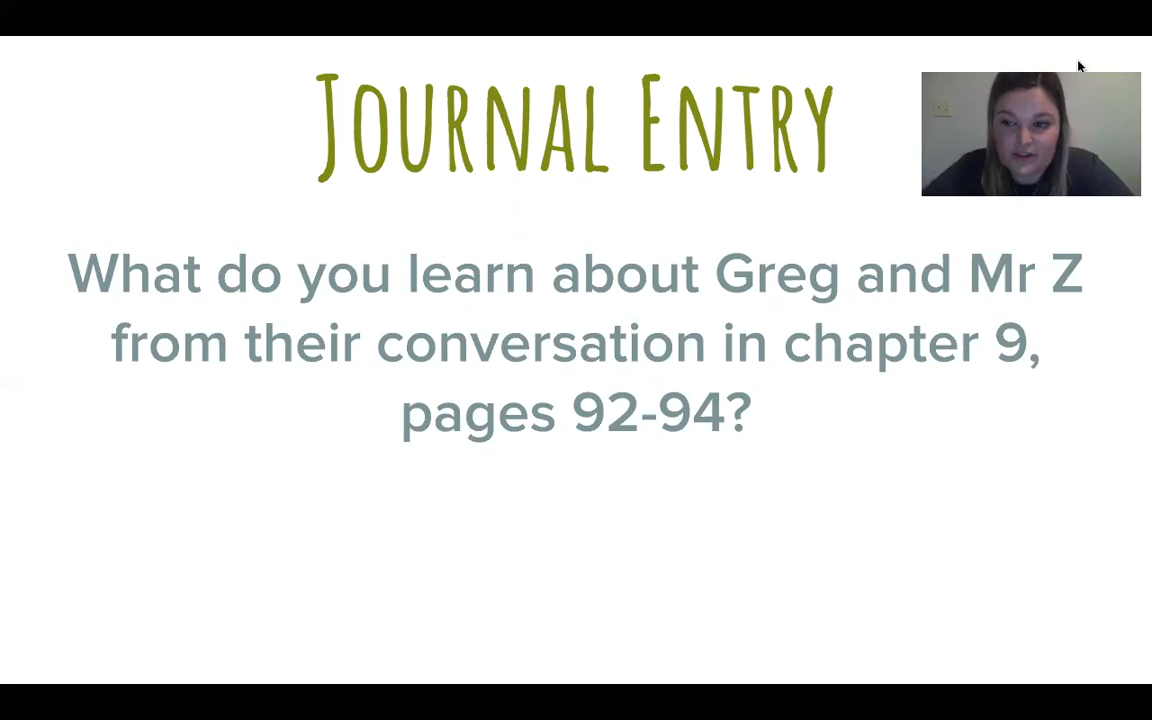 Journal Entry
What do you learn about Greg and Mr Z
from their conversation in chapter 9,
pages 92-94?